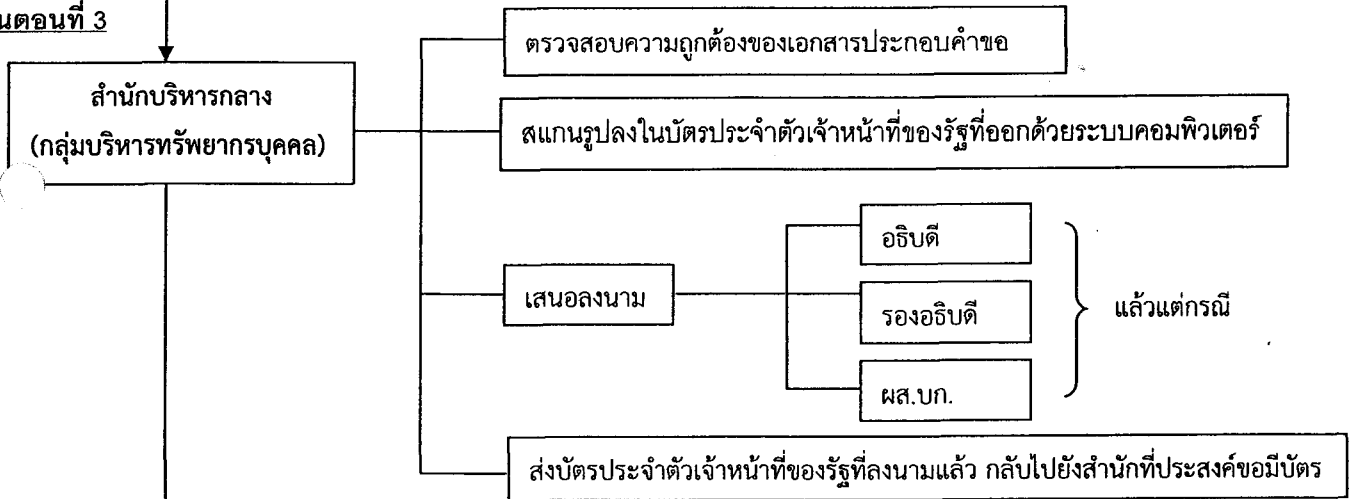 นตอนที่ 3
สำนักบริหารกลาง
(กลุ่มบริหารทรัพยากรบุคคล)
ตรวจสอบความถูกต้องของเอกสารประกอบคำขอ
สแกนรูปลงในบัตรประจำตัวเจ้าหน้าที่ของรัฐที่ออกด้วยระบบคอมพิวเตอร์
เสนอลงนาม
อธิบดี
รองอธิบดี
ผส.บก.
แล้วแต่กรณี
ส่งบัตรประจำตัวเจ้าหน้าที่ของรัฐที่ลงนามแล้ว กลับไปยังสำนักที่ประสงค์ขอมีบัตร